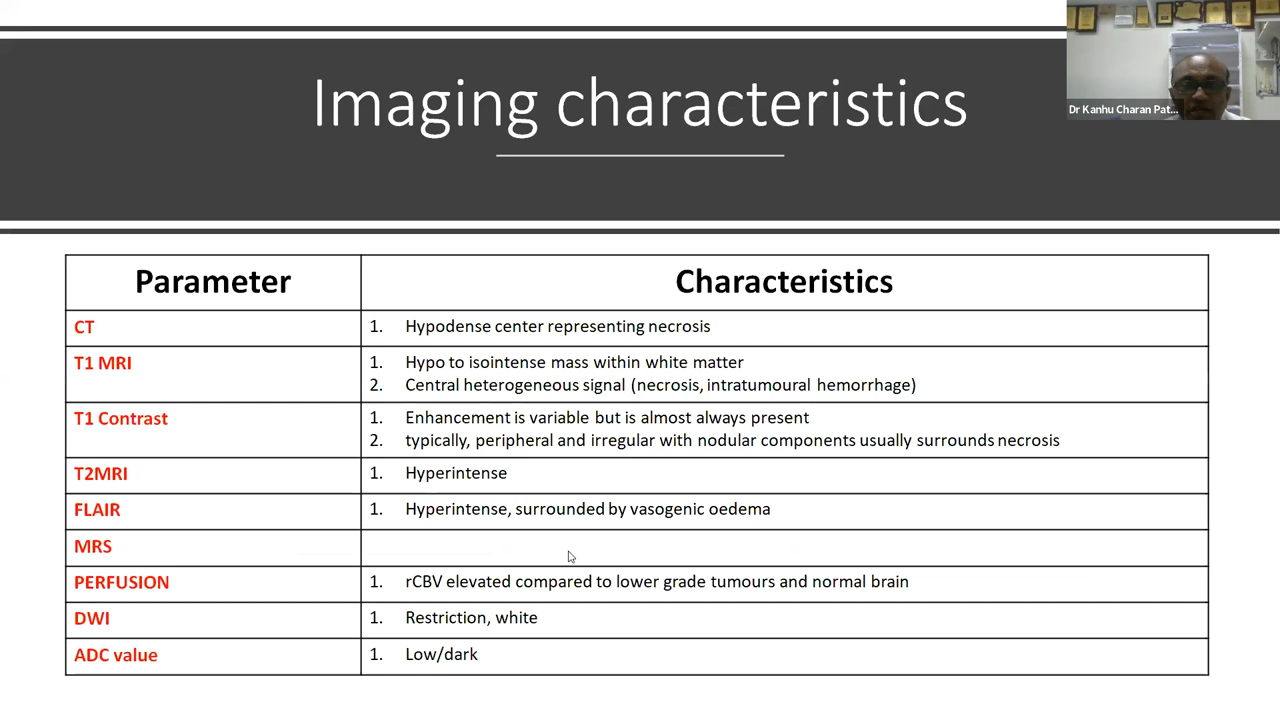 Imaging characteristics
Dr Kanhu Charan Pat...
Parameter Characteristics
CT 1. Hypodense center representing necrosis
T1 MRI 1. Hypo to isointense mass within white matter
2. Central heterogeneous signal (necrosis, intratumoural hemorrhage)
T1 Contrast 1. Enhancement is variable but is almost always present
2. typically, peripheral and irregular with nodular components usually surrounds necrosis
T2MRI 1. Hyperintense
FLAIR 1. Hyperintense, surrounded by vasogenic oedema
MRS
PERFUSION 1. rCBV elevated compared to lower grade tumours and normal brain
DWI 1. Restriction, white
ADC value 1. Low/dark